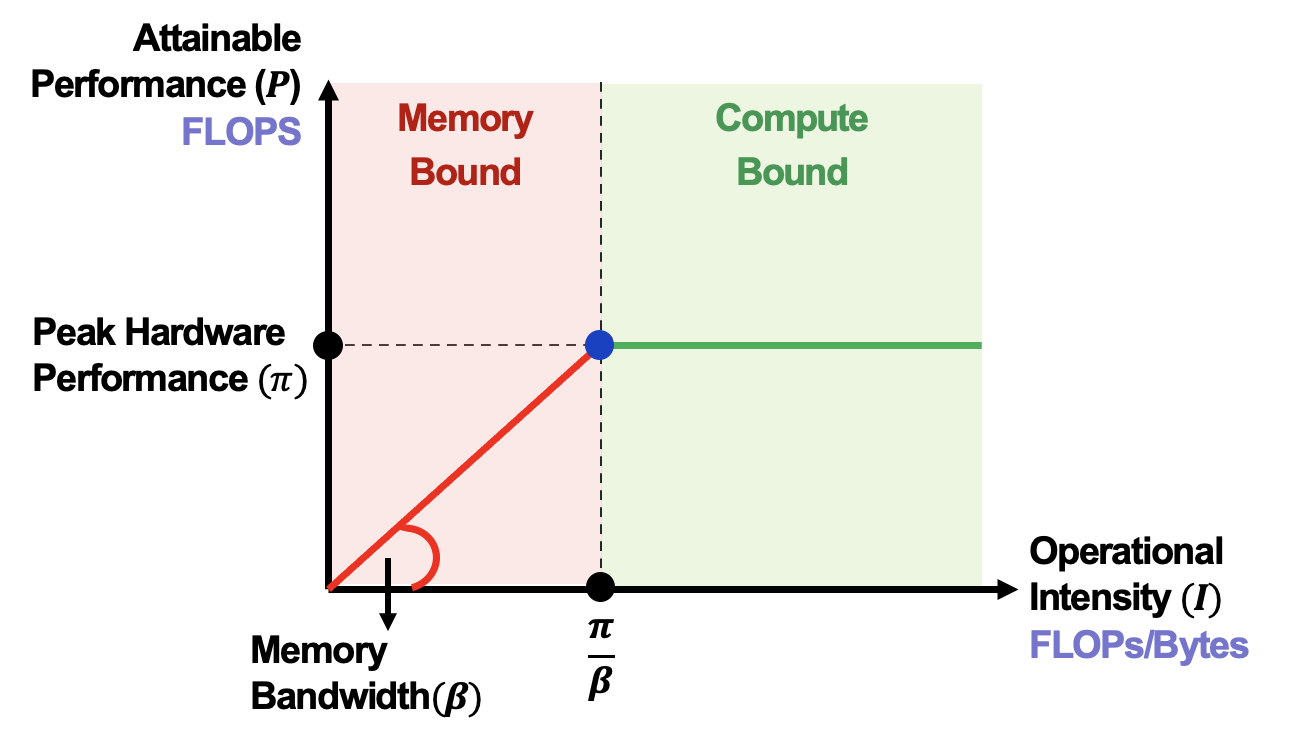 Attainable
Performance (P)
FLOPS
Memory
Bound
Compute
Bound
Peak Hardware
Performance (π)
Operational
Intensity (I)
FLOPs/Bytes
Memory
Bandwidth(β)
π
β